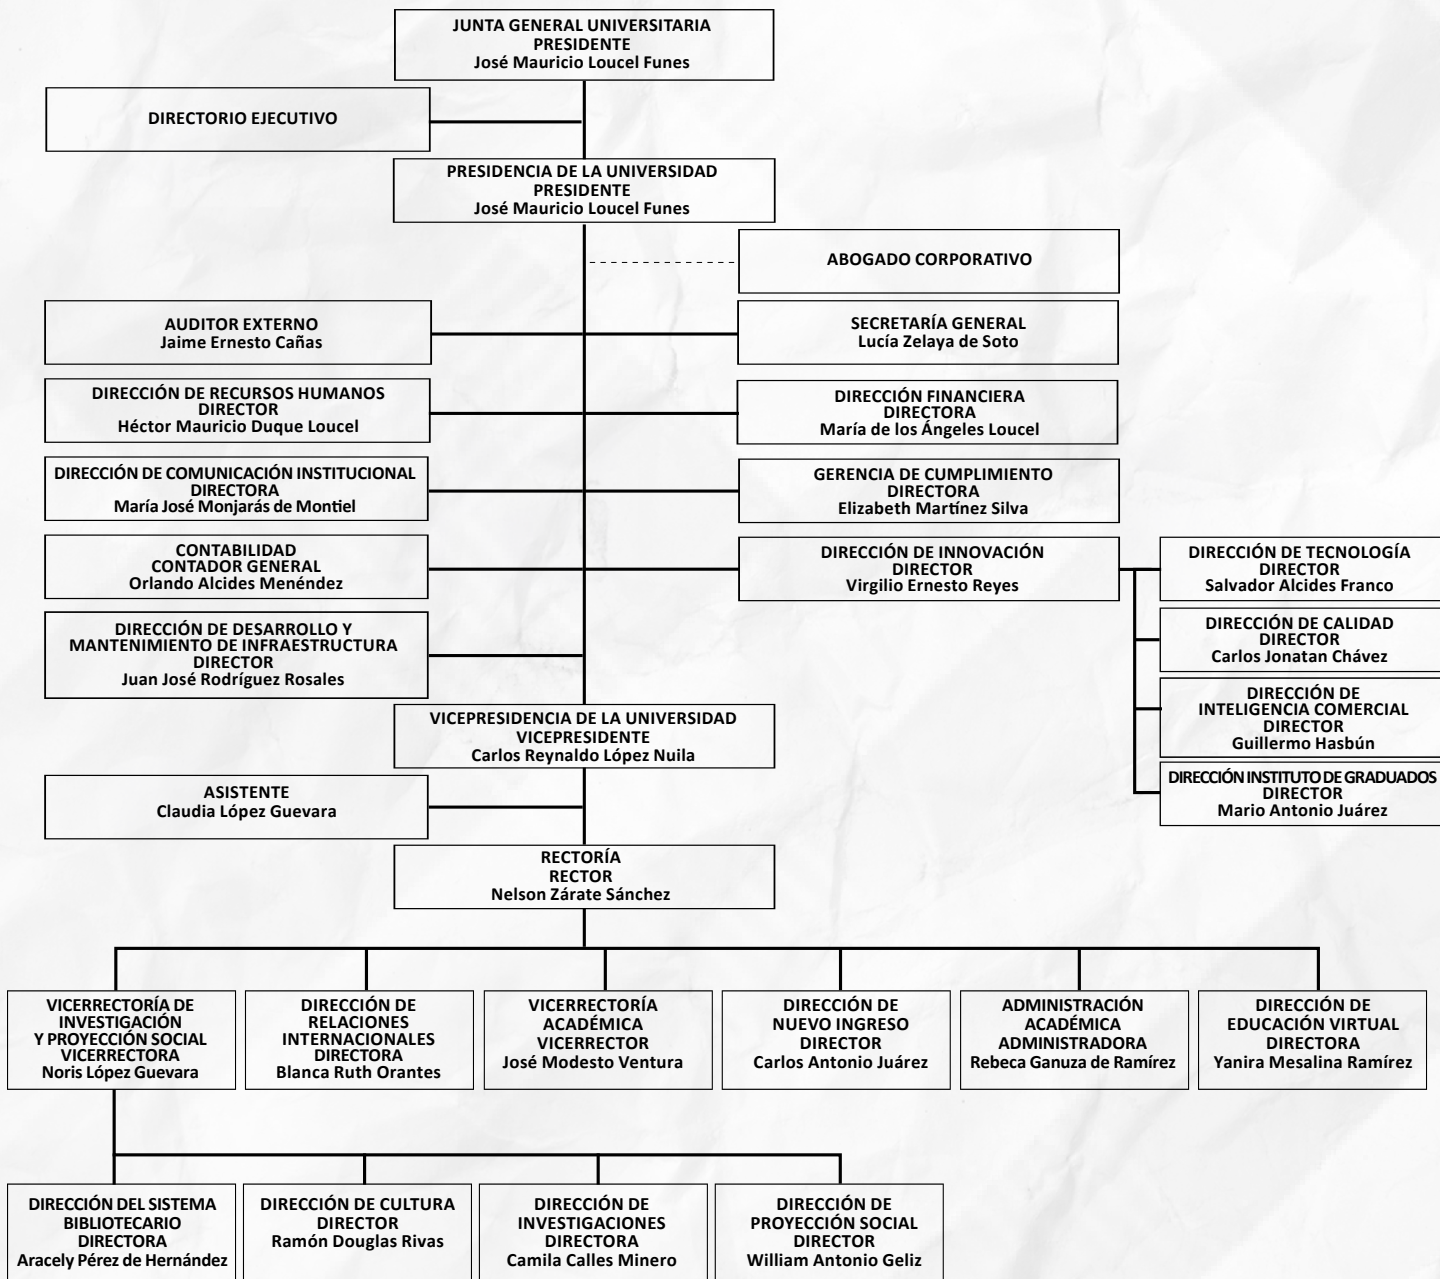 JUNTA GENERAL UNIVERSITARIA
PRESIDENTE
José Mauricio Loucel Funes
DIRECTORIO EJECUTIVO
PRESIDENCIA DE LA UNIVERSIDAD
PRESIDENTE
José Mauricio Loucel Funes
ABOGADO CORPORATIVO
AUDITOR EXTERNO
Jaime Ernesto Cañas
SECRETARÍA GENERAL
Lucía Zelaya de Soto
DIRECCIÓN DE RECURSOS HUMANOS
DIRECTOR
Héctor Mauricio Duque Loucel
DIRECCIÓN FINANCIERA
DIRECTORA
María de los Ángeles Loucel
DIRECCIÓN DE COMUNICACIÓN INSTITUCIONAL
DIRECTORA
María José Monjarás de Montiel
GERENCIA DE CUMPLIMIENTO
DIRECTORA
Elizabeth Martínez Silva
CONTABILIDAD
CONTADOR GENERAL
Orlando Alcides Menéndez
DIRECCIÓN DE INNOVACIÓN
DIRECTOR
Virgilio Ernesto Reyes
DIRECCIÓN DE TECNOLOGÍA
DIRECTOR
Salvador Alcides Franco
DIRECCIÓN DE CALIDAD
DIRECTOR
Carlos Jonatan Chávez
DIRECCIÓN DE
INTELIGENCIA COMERCIAL
DIRECTOR
Guillermo Hasbún
DIRECCIÓN INSTITUTO DE GRADUADOS
DIRECTOR
Mario Antonio Juárez
DIRECCIÓN DE DESARROLLO Y
MANTENIMIENTO DE INFRAESTRUCTURA
DIRECTOR
Juan José Rodríguez Rosales
VICEPRESIDENCIA DE LA UNIVERSIDAD
VICEPRESIDENTE
Carlos Reynaldo López Nuila
ASISTENTE
Claudia López Guevara
RECTORÍA
RECTOR
Nelson Zárate Sánchez
VICERRECTORÍA DE
INVESTIGACIÓN
Y PROYECCIÓN SOCIAL
VICERRECTORA
Noris López Guevara
DIRECCIÓN DE
RELACIONES
INTERNACIONALES
DIRECTORA
Blanca Ruth Orantes
VICERRECTORÍA
ACADÉMICA
VICERRECTOR
José Modesto Ventura
DIRECCIÓN DE
NUEVO INGRESO
DIRECTOR
Carlos Antonio Juárez
ADMINISTRACIÓN
ACADÉMICA
ADMINISTRADORA
Rebeca Ganuza de Ramírez
DIRECCIÓN DE
EDUCACIÓN VIRTUAL
DIRECTORA
Yanira Mesalina Ramírez
DIRECCIÓN DEL SISTEMA
BIBLIOTECARIO
DIRECTORA
Aracely Pérez de Hernández
DIRECCIÓN DE CULTURA
DIRECTOR
Ramón Douglas Rivas
DIRECCIÓN DE
INVESTIGACIONES
DIRECTORA
Camila Calles Minero
DIRECCIÓN DE
PROYECCIÓN SOCIAL
DIRECTOR
William Antonio Geliz